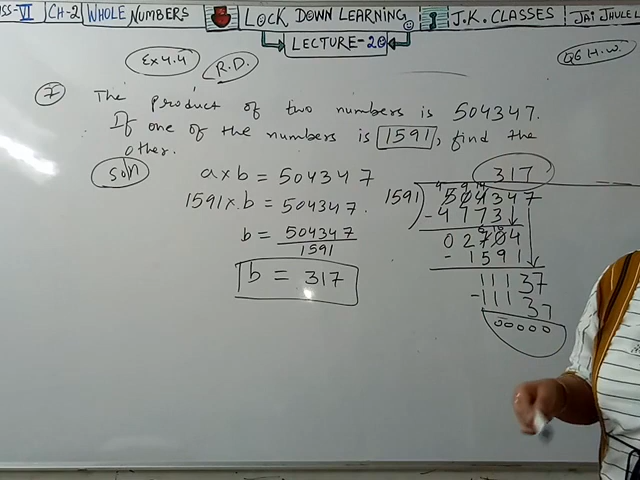 SS-VI CH-2 WHOLE NUMBERS LOCK DOWN LEARNING J.K. CLASSES JAI JHULE
LECTURE-20
Ex 4.4 R.D. Q6 H.W.
7 The product of two numbers is 504347.
If one of the numbers is 1591, find the
other.
Soln
a x b = 504347
1591 x b = 504347.
b = 504347
1591
b = 317
317
1591 504347
- 4773
02704
- 1591
11137
- 11137
00000